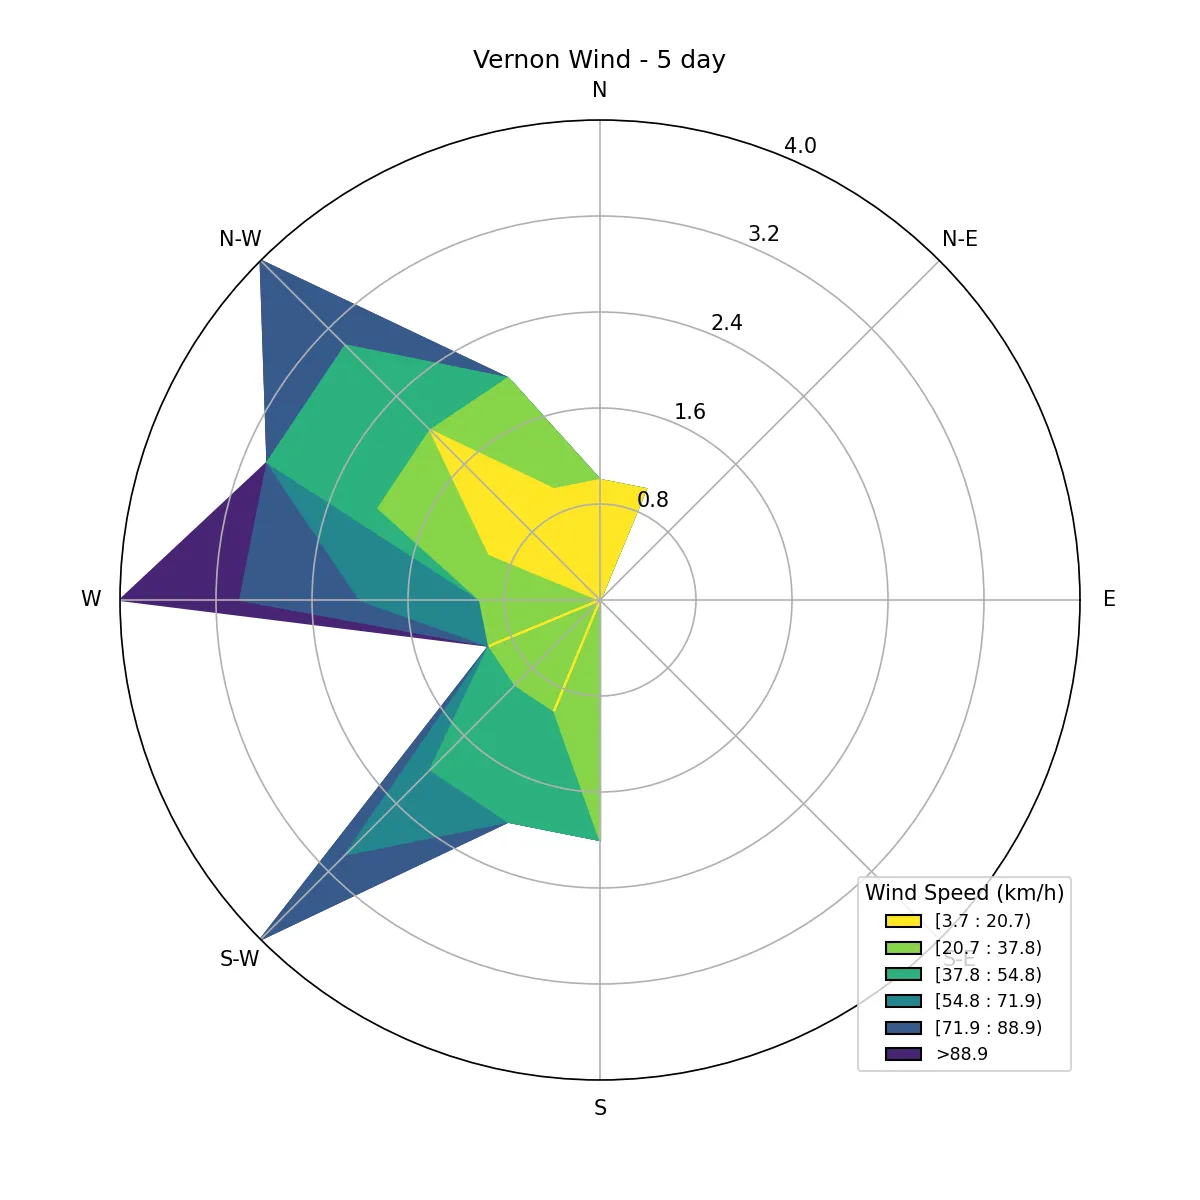 Vernon Wind - 5 day
N
4.0
3.2
N-W
N-E
2.4
1.6
0.8
W
E
S-W
S-E
S
Wind Speed (km/h)
[3.7 : 20.7)
[20.7 : 37.8)
[37.8 : 54.8)
[54.8 : 71.9)
[71.9 : 88.9)
>88.9